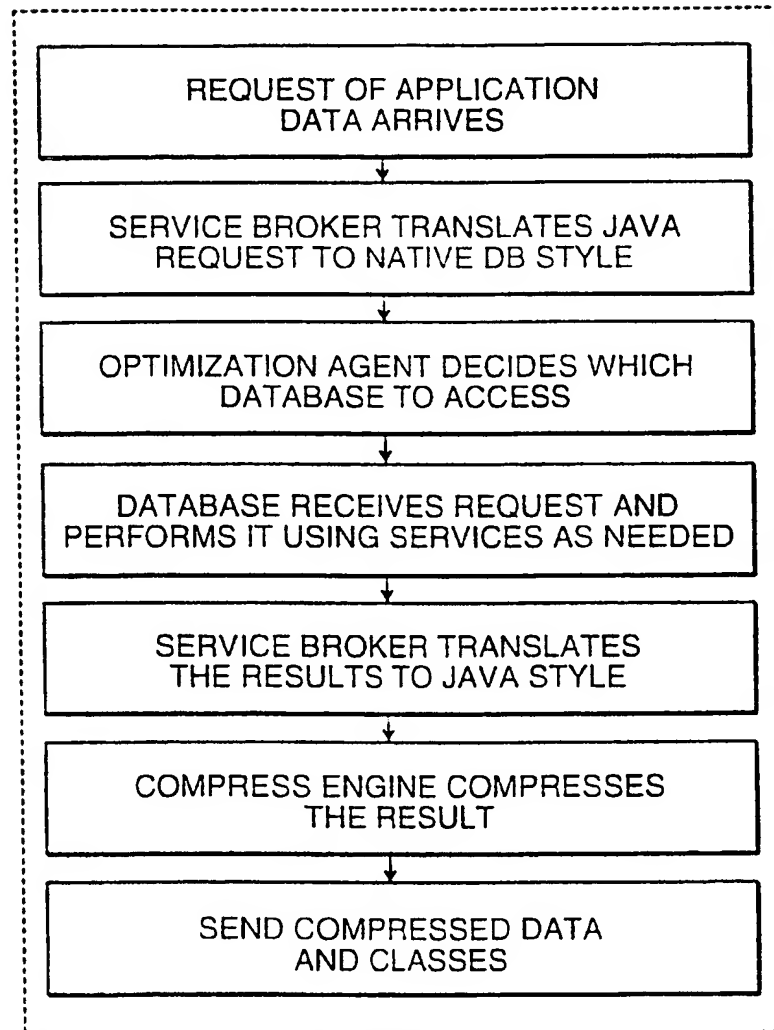 REQUEST OF APPLICATION
DATA ARRIVES
SERVICE BROKER TRANSLATES JAVA
REQUEST TO NATIVE DB STYLE
OPTIMIZATION AGENT DECIDES WHICH
DATABASE TO ACCESS
DATABASE RECEIVES REQUEST AND
PERFORMS IT USING SERVICES AS NEEDED
SERVICE BROKER TRANSLATES
THE RESULTS TO JAVA STYLE
COMPRESS ENGINE COMPRESSES
THE RESULT
SEND COMPRESSED DATA
AND CLASSES